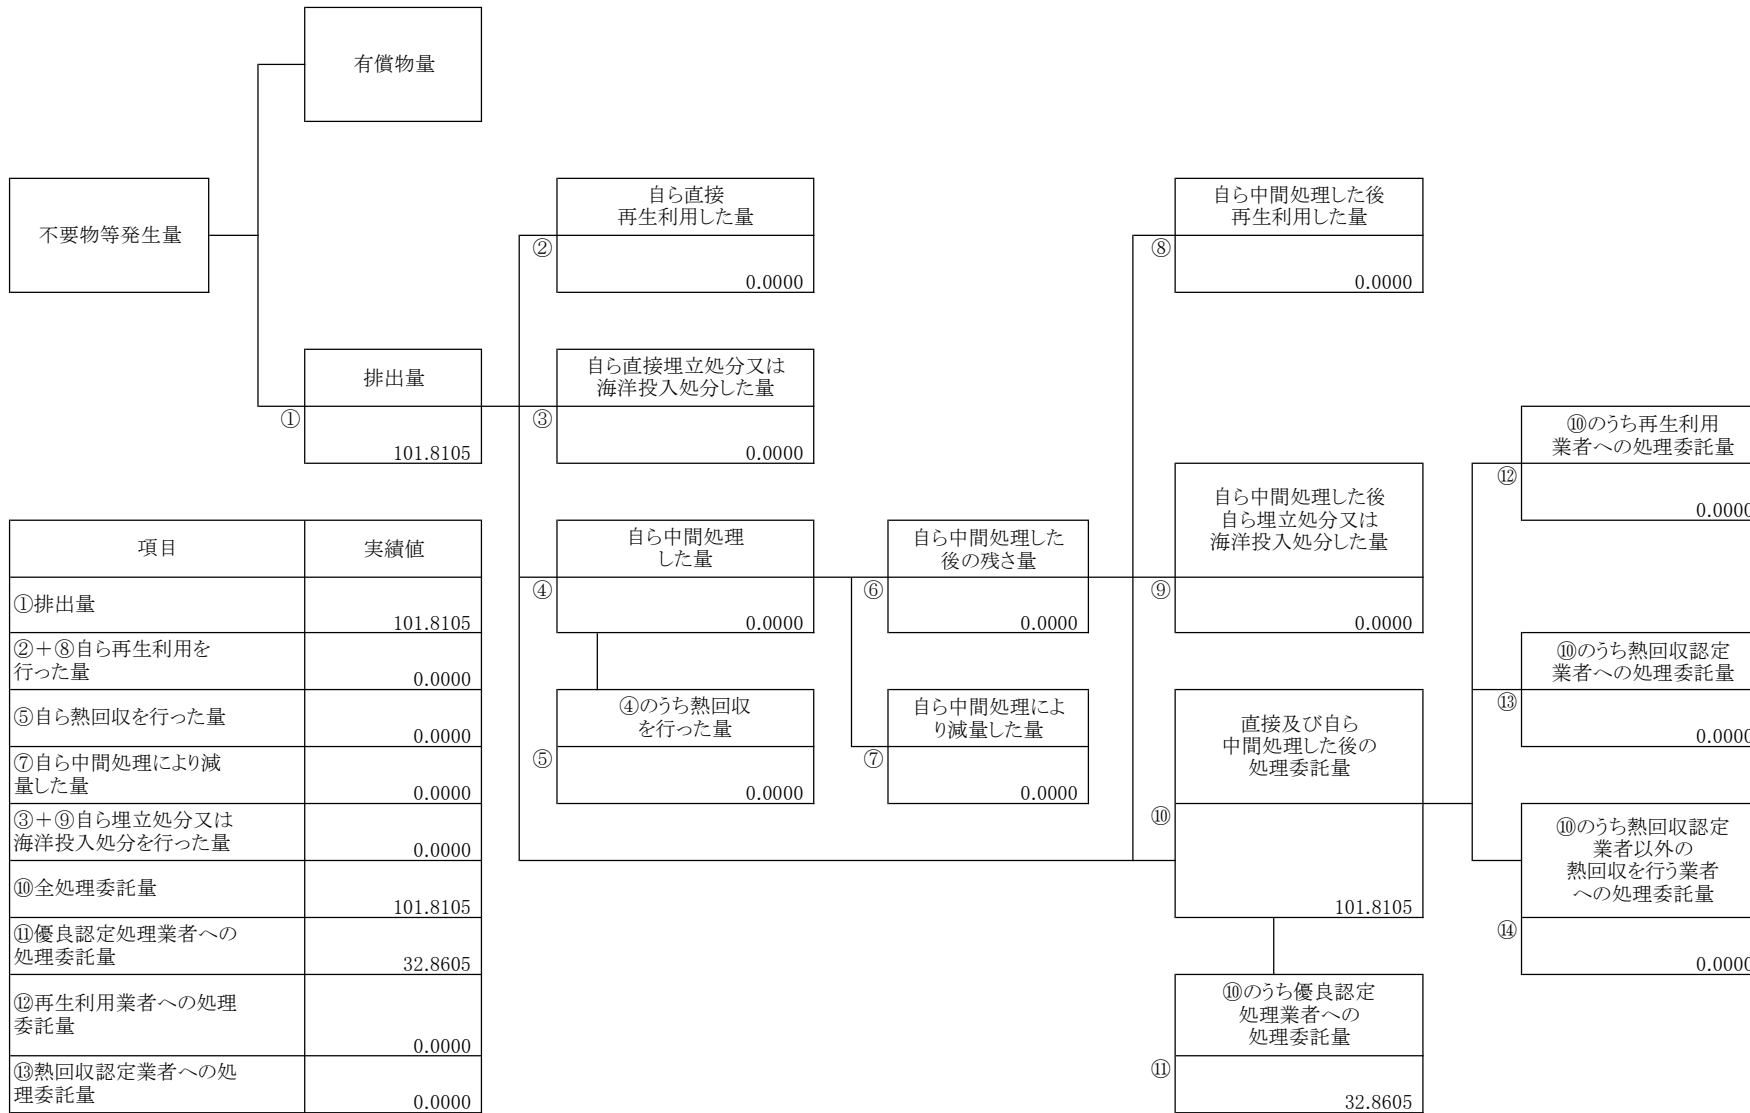 有償物量
不要物等発生量
自ら直接
再生利用した量
②
0.0000
自ら中間処理した後
再生利用した量
⑧
0.0000
排出量
①
101.8105
自ら直接埋立処分又は
海洋投入処分した量
③
0.0000
⑩のうち再生利用
業者への処理委託量
⑫
0.0000
自ら中間処理
した量
④
0.0000
自ら中間処理した
後の残さ量
⑥
0.0000
自ら中間処理した後
自ら埋立処分又は
海洋投入処分した量
⑨
0.0000
⑩のうち熱回収認定
業者への処理委託量
⑬
0.0000
④のうち熱回収
を行った量
⑤
0.0000
自ら中間処理によ
り減量した量
⑦
0.0000
直接及び自ら
中間処理した後の
処理委託量
⑩
101.8105
⑩のうち熱回収認定
業者以外の
熱回収を行う業者
への処理委託量
⑭
0.0000
⑩のうち優良認定
処理業者への
処理委託量
⑪
32.8605
項目 実績値
①排出量
101.8105
②+⑧自ら再生利用を
行った量
0.0000
⑤自ら熱回収を行った量
0.0000
⑦自ら中間処理により減
量した量
0.0000
③+⑨自ら埋立処分又は
海洋投入処分を行った量
0.0000
⑩全処理委託量
101.8105
⑪優良認定処理業者への
処理委託量
32.8605
⑫再生利用業者への処理
委託量
0.0000
⑬熱回収認定業者への処
理委託量
0.0000